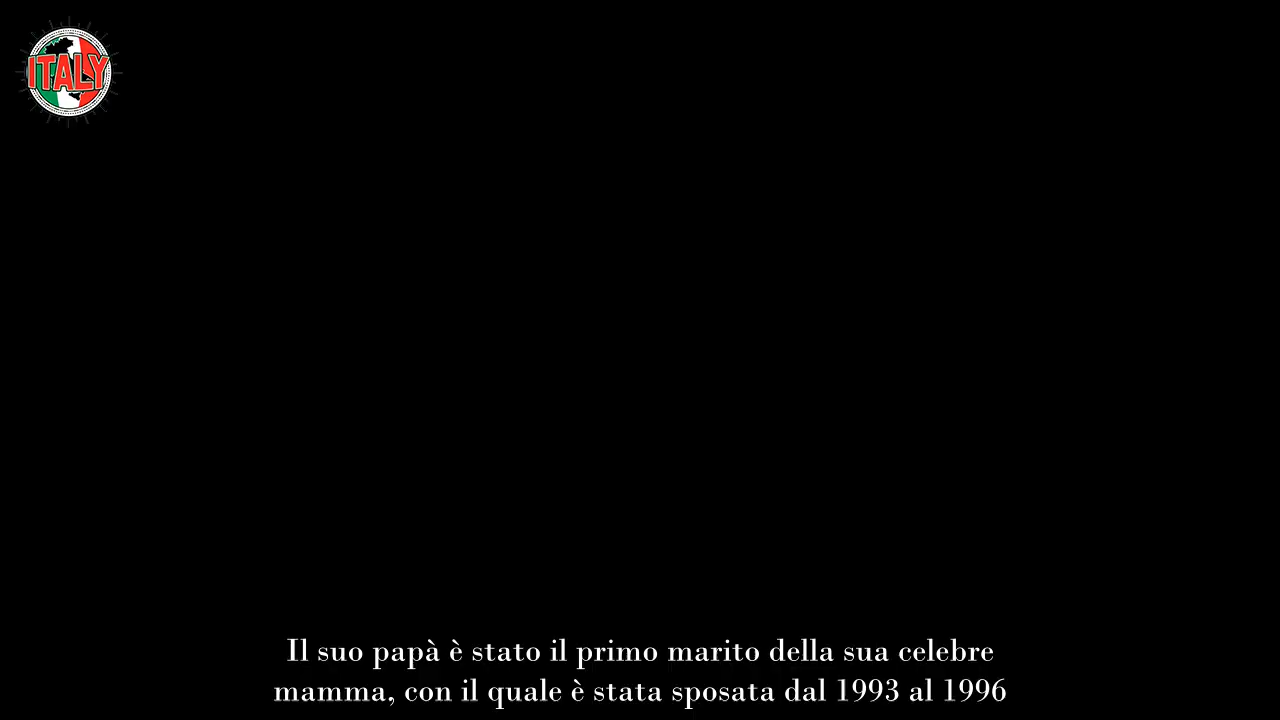 ITALY
Il suo papà è stato il primo marito della sua celebre
mamma, con il quale è stata sposata dal 1993 al 1996